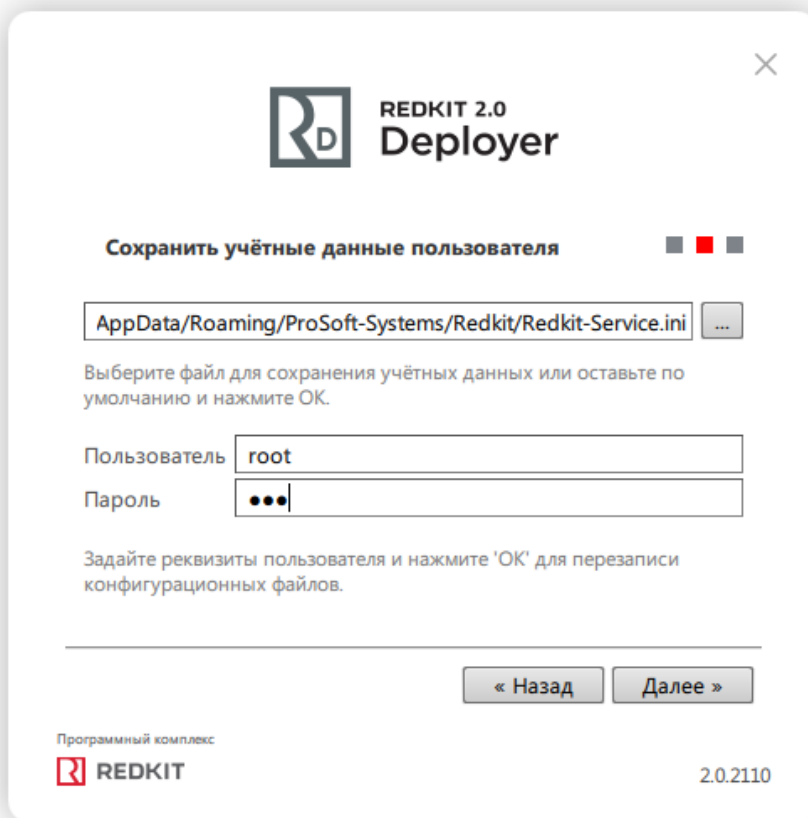 REDKIT 2.0
Deployer
Сохранить учётные данные пользователя
AppData/Roaming/ProSoft-Systems/Redkit/Redkit-Service.ini
...
Выберите файл для сохранения учётных данных или оставьте по
умолчанию и нажмите ОК.
Пользователь root
Пароль •••
Задайте реквизиты пользователя и нажмите 'ОК' для перезаписи
конфигурационных файлов.
« Назад
Далее »
Программный комплекс
REDKIT
2.0.2110